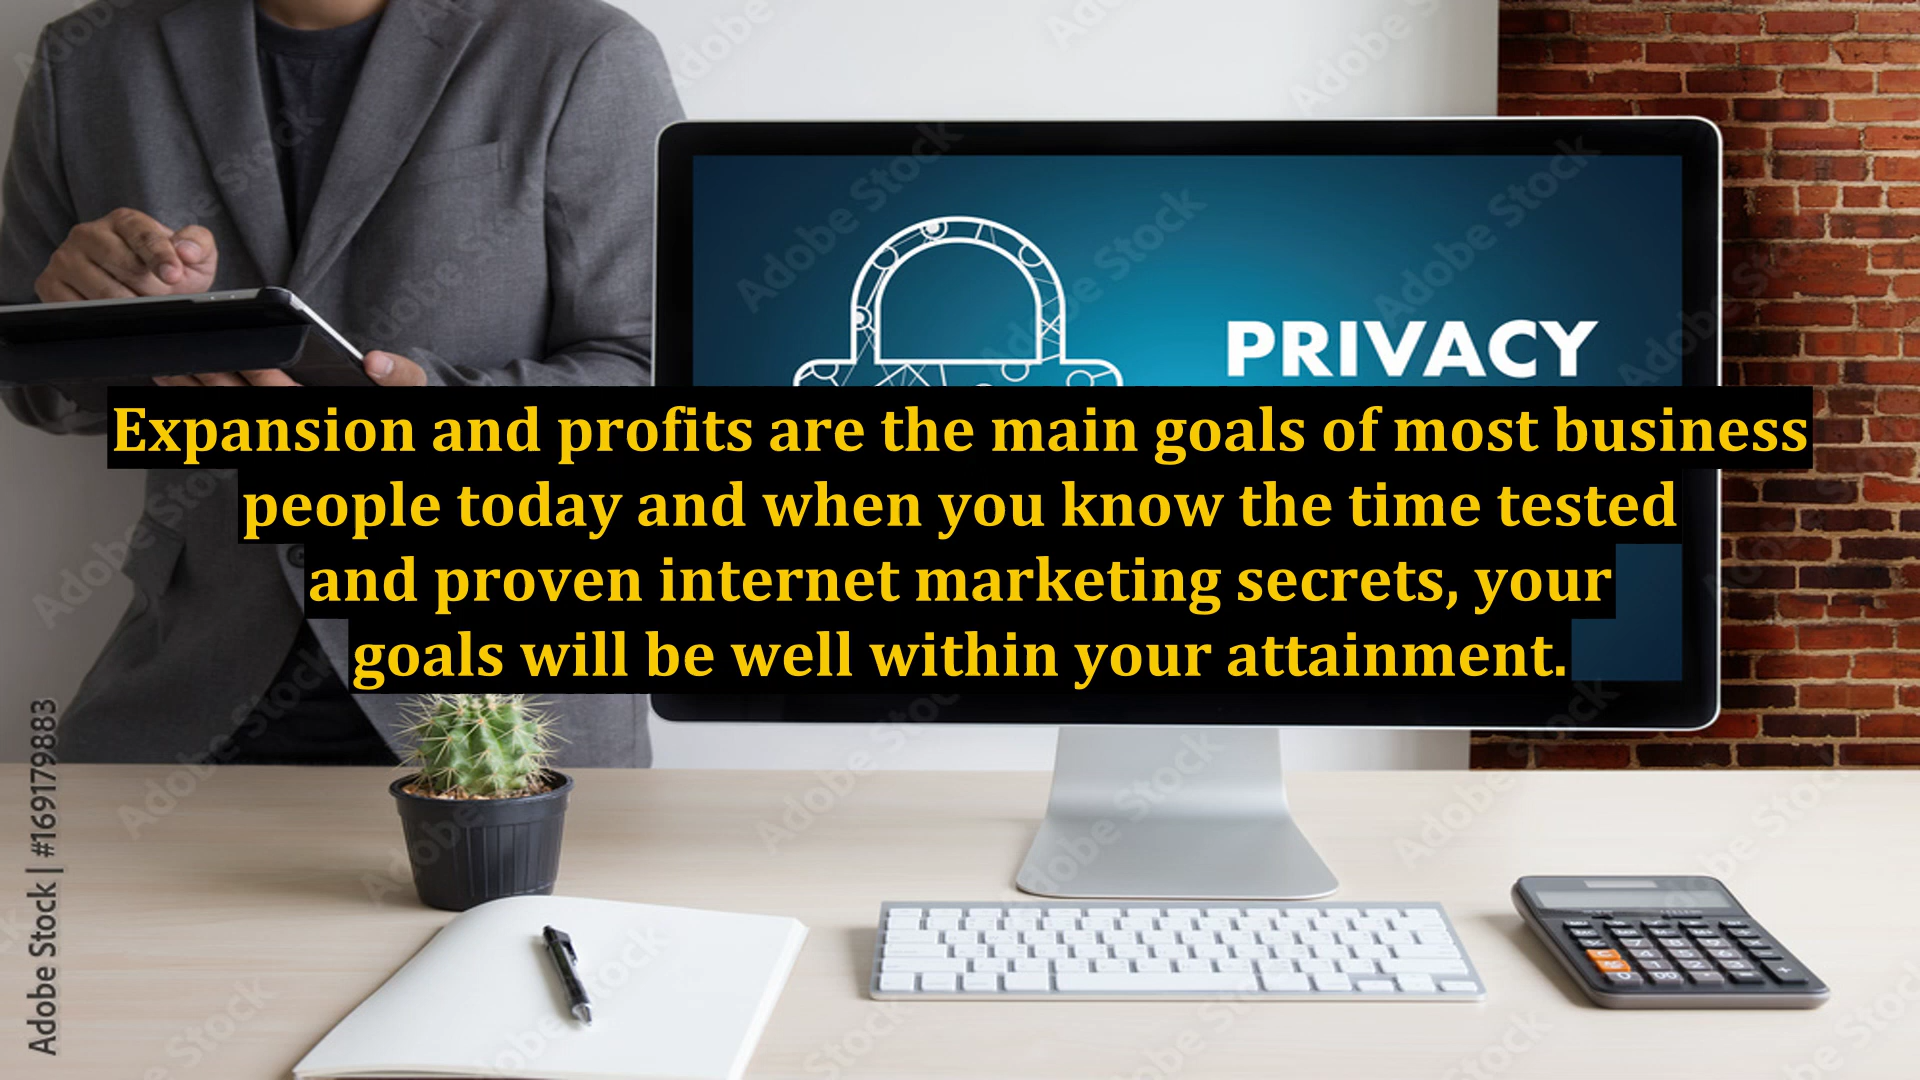 PRIVACY
Expansion and profits are the main goals of most business
people today and when you know the time tested
and proven internet marketing secrets, your
goals will be well within your attainment.
Adobe Stock | #169179883